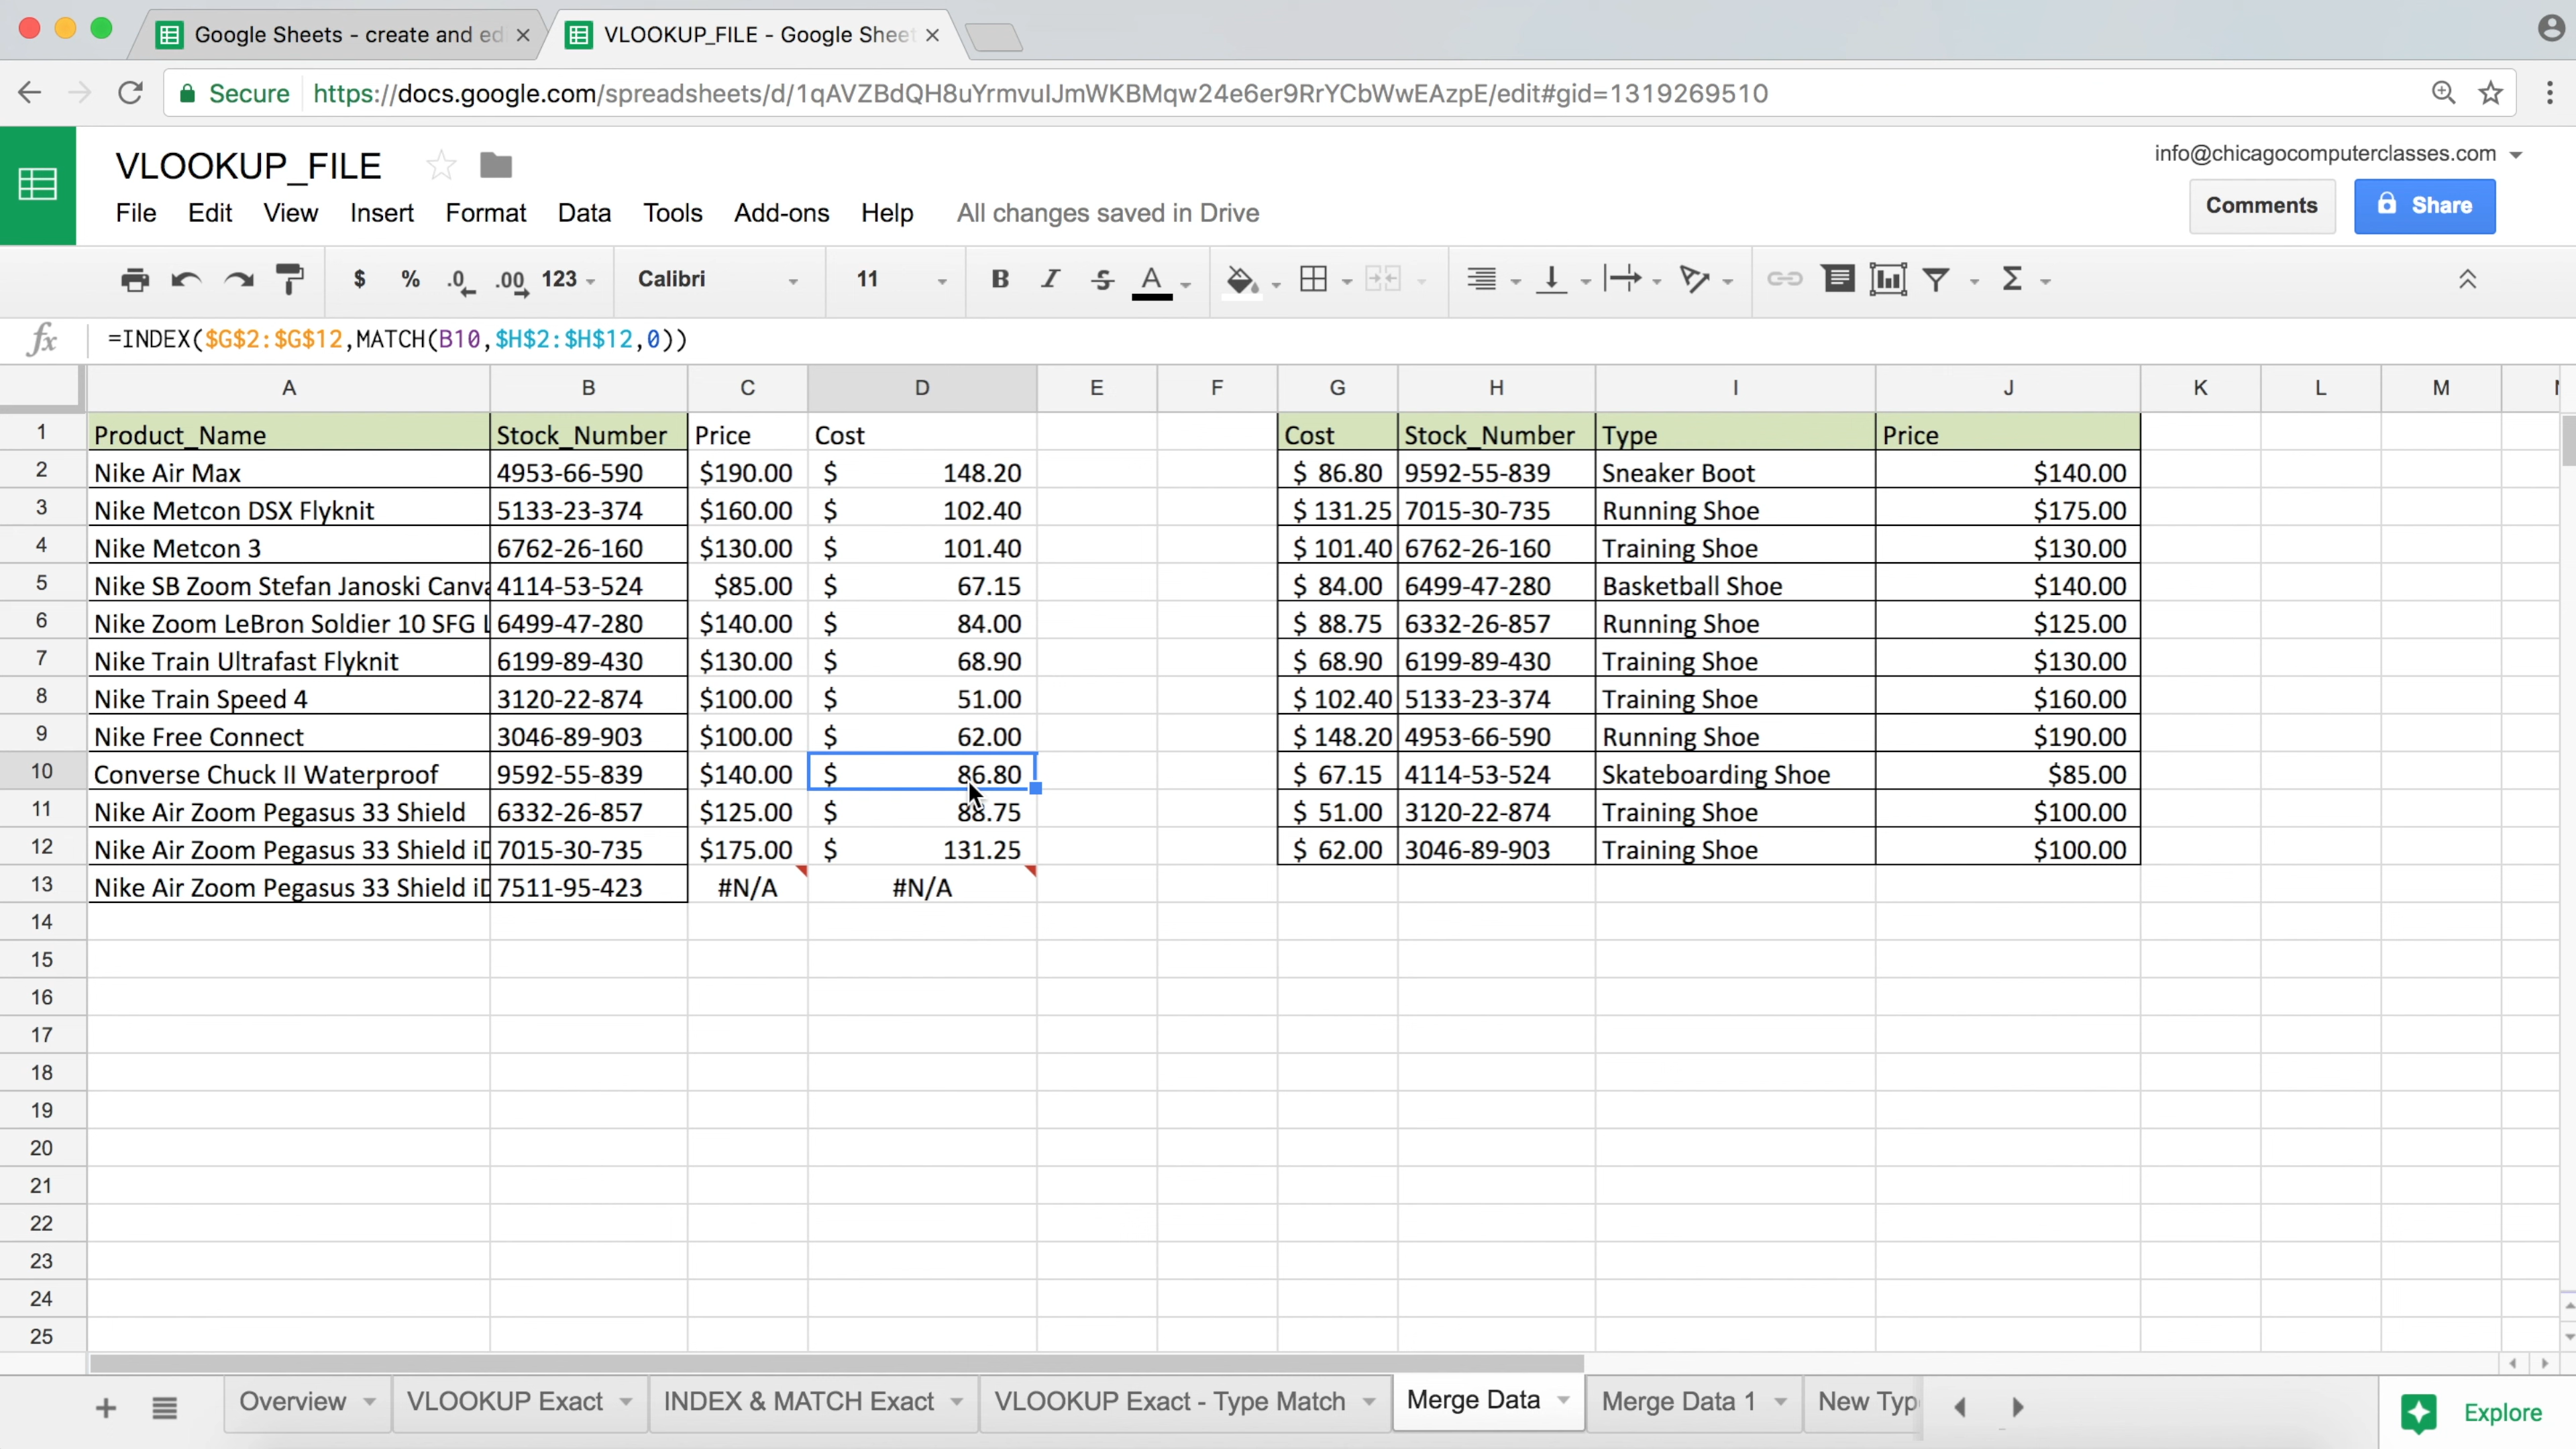 Google Sheets - create and ed
VLOOKUP_FILE - Google Sheet
Secure https://docs.google.com/spreadsheets/d/1qAVZBdQH8uYrmvuIJmWKBMqw24e6er9RrYCbWwEAzpE/edit#gid=1319269510
VLOOKUP_FILE
info@chicagocomputerclasses.com
File Edit View Insert Format Data Tools Add-ons Help All changes saved in Drive
Comments Share
$ % .0 .00 123 Calibri 11 B I S A Σ
fx =INDEX($G$2:$G$12,MATCH(B10,$H$2:$H$12,0))
A B C D E F G H I J K L M
1 Product_Name Stock_Number Price Cost Cost Stock_Number Type Price
2 Nike Air Max 4953-66-590 $190.00 $ 148.20 $ 86.80 9592-55-839 Sneaker Boot $140.00
3 Nike Metcon DSX Flyknit 5133-23-374 $160.00 $ 102.40 $ 131.25 7015-30-735 Running Shoe $175.00
4 Nike Metcon 3 6762-26-160 $130.00 $ 101.40 $ 101.40 6762-26-160 Training Shoe $130.00
5 Nike SB Zoom Stefan Janoski Canva 4114-53-524 $85.00 $ 67.15 $ 84.00 6499-47-280 Basketball Shoe $140.00
6 Nike Zoom LeBron Soldier 10 SFG L 6499-47-280 $140.00 $ 84.00 $ 88.75 6332-26-857 Running Shoe $125.00
7 Nike Train Ultrafast Flyknit 6199-89-430 $130.00 $ 68.90 $ 68.90 6199-89-430 Training Shoe $130.00
8 Nike Train Speed 4 3120-22-874 $100.00 $ 51.00 $ 102.40 5133-23-374 Training Shoe $160.00
9 Nike Free Connect 3046-89-903 $100.00 $ 62.00 $ 148.20 4953-66-590 Running Shoe $190.00
10 Converse Chuck II Waterproof 9592-55-839 $140.00 $ 86.80 $ 67.15 4114-53-524 Skateboarding Shoe $85.00
11 Nike Air Zoom Pegasus 33 Shield 6332-26-857 $125.00 $ 88.75 $ 51.00 3120-22-874 Training Shoe $100.00
12 Nike Air Zoom Pegasus 33 Shield iD 7015-30-735 $175.00 $ 131.25 $ 62.00 3046-89-903 Training Shoe $100.00
13 Nike Air Zoom Pegasus 33 Shield iD 7511-95-423 #N/A #N/A
14
15
16
17
18
19
20
21
22
23
24
25
Overview VLOOKUP Exact INDEX & MATCH Exact VLOOKUP Exact - Type Match Merge Data Merge Data 1 New Typ
Explore